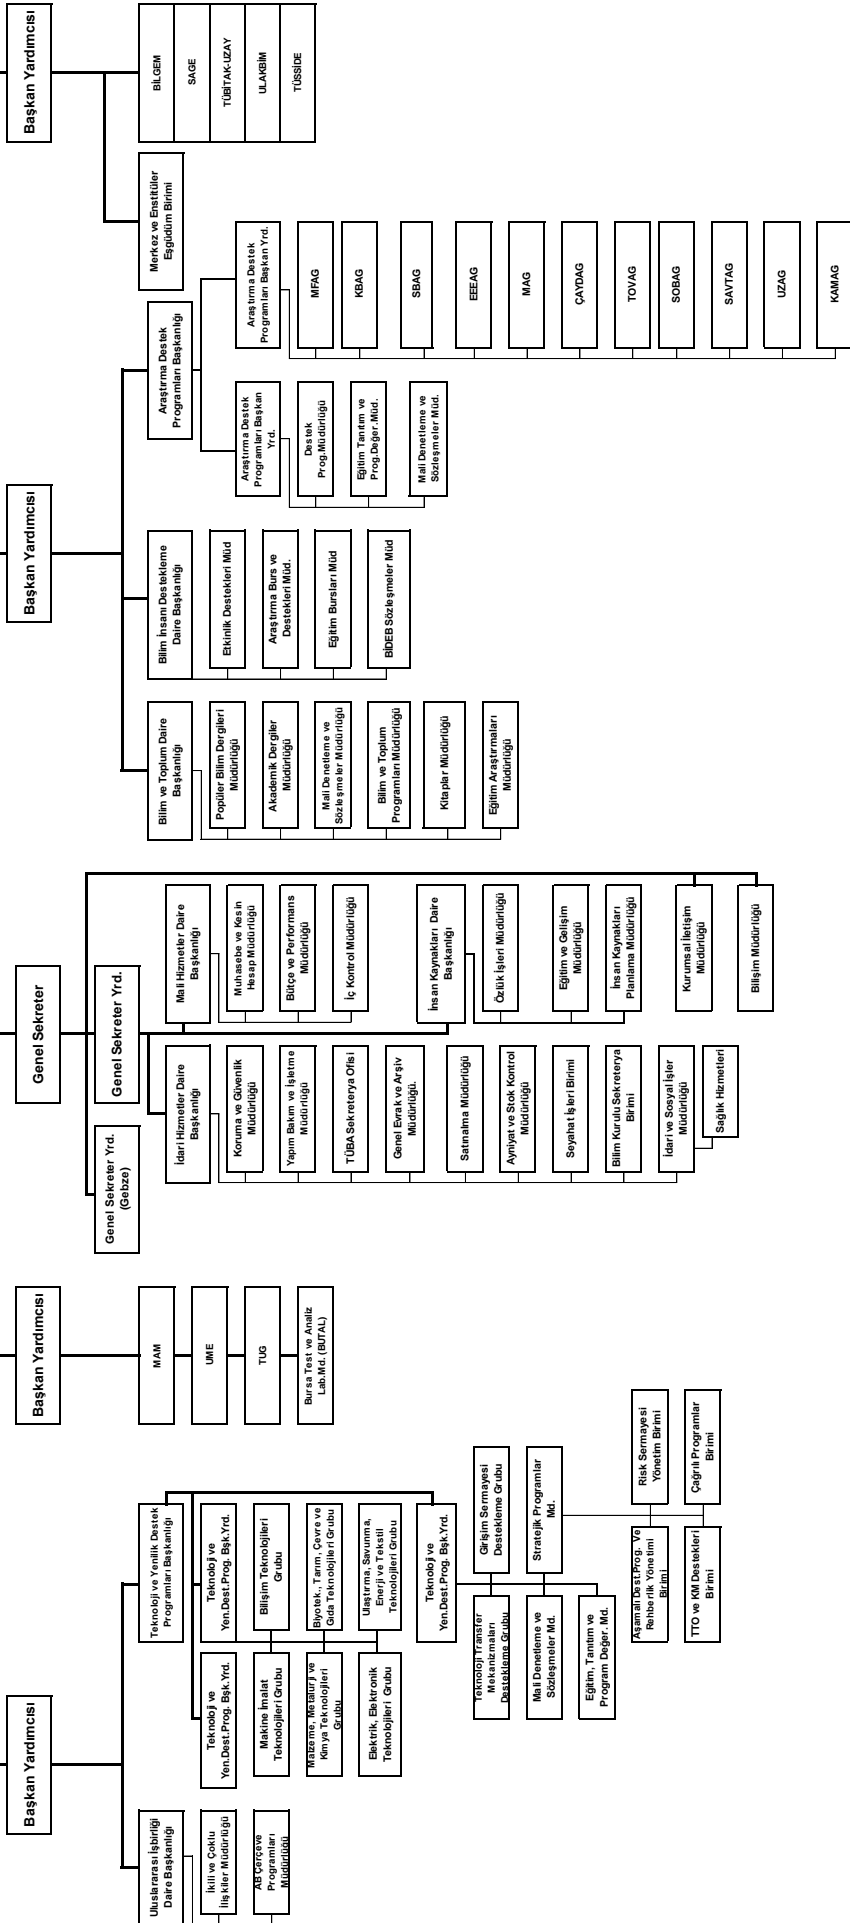 Başkan Yardımcısı
Uluslararası İşbirliği
Daire Başkanlığı
İkili ve Çoklu
İlişkiler Müdürlüğü
AB Çerçeve
Programları
Müdürlüğü
Teknoloji ve Yenilik Destek
Programları Başkanlığı
Teknoloji ve
Yen.Dest.Prog. Bşk.Yrd.
Makine İmalat
Teknolojileri Grubu
Malzeme, Metalurji ve
Kimya Teknolojileri
Grubu
Elektrik, Elektronik
Teknolojileri Grubu
Teknoloji ve
Yen.Dest.Prog. Bşk.Yrd.
Bilişim Teknolojileri
Grubu
Biyotek., Tarım, Çevre ve
Gıda Teknolojileri Grubu
Ulaştırma, Savunma,
Enerji ve Tekstil
Teknolojileri Grubu
Teknoloji ve
Yen.Dest.Prog. Bşk.Yrd.
Teknoloji Transfer
Mekanizmaları
Destekleme Grubu
Mali Denetleme ve
Sözleşmeler Md.
Eğitim, Tanıtım ve
Program Değer. Md.
Girişim Sermayesi
Destekleme Grubu
Stratejik Programlar
Md.
Aşamalı Dest.Prog. Ve
Rehberlik Yönetimi
Birimi
TTO ve KM Destekleri
Birimi
Risk Sermayesi
Yönetim Birimi
Çağrılı Programlar
Birimi
Başkan Yardımcısı
MAM
UME
TUG
Bursa Test ve Analiz
Lab.Md. (BUTAL)
Genel Sekreter
Genel Sekreter Yrd.
(Gebze)
Genel Sekreter Yrd.
İdari Hizmetler Daire
Başkanlığı
Koruma ve Güvenlik
Müdürlüğü
Yapım Bakım ve İşletme
Müdürlüğü
TÜBA Sekreterya Ofisi
Genel Evrak ve Arşiv
Müdürlüğü.
Satınalma Müdürlüğü
Ayniyat ve Stok Kontrol
Müdürlüğü
Seyahat İşleri Birimi
Bilim Kurulu Sekreterya
Birimi
İdari ve Sosyal İşler
Müdürlüğü
Sağlık Hizmetleri
Mali Hizmetler Daire
Başkanlığı
Muhasebe ve Kesin
Hesap Müdürlüğü
Bütçe ve Performans
Müdürlüğü
İç Kontrol Müdürlüğü
İnsan Kaynakları Daire
Başkanlığı
Özlük İşleri Müdürlüğü
Eğitim ve Gelişim
Müdürlüğü
İnsan Kaynakları
Planlama Müdürlüğü
Kurumsal İletişim
Müdürlüğü
Bilişim Müdürlüğü
Başkan Yardımcısı
Bilim ve Toplum Daire
Başkanlığı
Popüler Bilim Dergileri
Müdürlüğü
Akademik Dergiler
Müdürlüğü
Mali Denetleme ve
Sözleşmeler Müdürlüğü
Bilim ve Toplum
Programları Müdürlüğü
Kitaplar Müdürlüğü
Eğitim Araştırmaları
Müdürlüğü
Bilim İnsanı Destekleme
Daire Başkanlığı
Etkinlik Destekleri Müd
Araştırma Burs ve
Destekleri Müd.
Eğitim Bursları Müd
BİDEB Sözleşmeler Müd
Araştırma Destek
Programları Başkanlığı
Araştırma Destek
Programları Başkan
Yrd.
Destek
Prog.Müdürlüğü
Eğitim Tanıtım ve
Prog.Değer.Müd.
Mali Denetleme ve
Sözleşmeler Müd.
Araştırma Destek
Programları Başkan Yrd.
MFAG
KBAG
SBAG
EEEAG
MAG
ÇAYDAG
TOVAG
SOBAG
SAVTAG
UZAG
KAMAG
Başkan Yardımcısı
Merkez ve Enstitüler
Eşgüdüm Birimi
BİLGEM
SAGE
TÜBİTAK-UZAY
ULAKBİM
TÜSSİDE